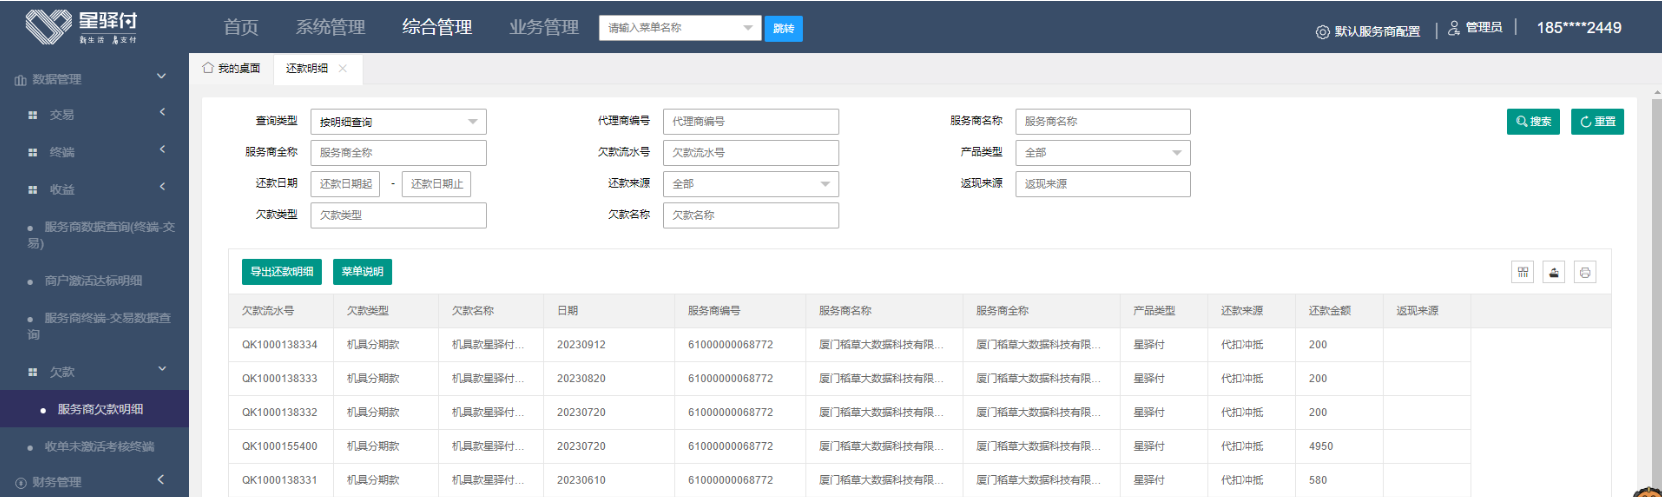 星驿付
新生活 易支付
首页 系统管理 综合管理 业务管理 请输入菜单名称 跳转 默认服务商配置 管理员 185****2449
我的桌面 还款明细
数据管理
交易
终端
收益
服务商数据查询(终端-交
易)
商户激活达标明细
服务商终端-交易数据查
询
欠款
服务商欠款明细
收单未激活考核终端
财务管理
查询类型 按明细查询 代理商编号 代理商编号 服务商名称 服务商名称 搜索 重置
服务商全称 服务商全称 欠款流水号 欠款流水号 产品类型 全部
还款日期 还款日期起 - 还款日期止 还款来源 全部 返现来源 返现来源
欠款类型 欠款类型 欠款名称 欠款名称
导出还款明细 菜单说明
欠款流水号 欠款类型 欠款名称 日期 服务商编号 服务商名称 服务商全称 产品类型 还款来源 还款金额 返现来源
QK1000138334 机具分期款 机具款星驿付... 20230912 61000000068772 厦门稻草大数据科技有限... 厦门稻草大数据科技有限... 星驿付 代扣冲抵 200
QK1000138333 机具分期款 机具款星驿付... 20230820 61000000068772 厦门稻草大数据科技有限... 厦门稻草大数据科技有限... 星驿付 代扣冲抵 200
QK1000138332 机具分期款 机具款星驿付... 20230720 61000000068772 厦门稻草大数据科技有限... 厦门稻草大数据科技有限... 星驿付 代扣冲抵 200
QK1000155400 机具分期款 机具款星驿付... 20230720 61000000068772 厦门稻草大数据科技有限... 厦门稻草大数据科技有限... 星驿付 代扣冲抵 4950
QK1000138331 机具分期款 机具款星驿付... 20230610 61000000068772 厦门稻草大数据科技有限... 厦门稻草大数据科技有限... 星驿付 代扣冲抵 580